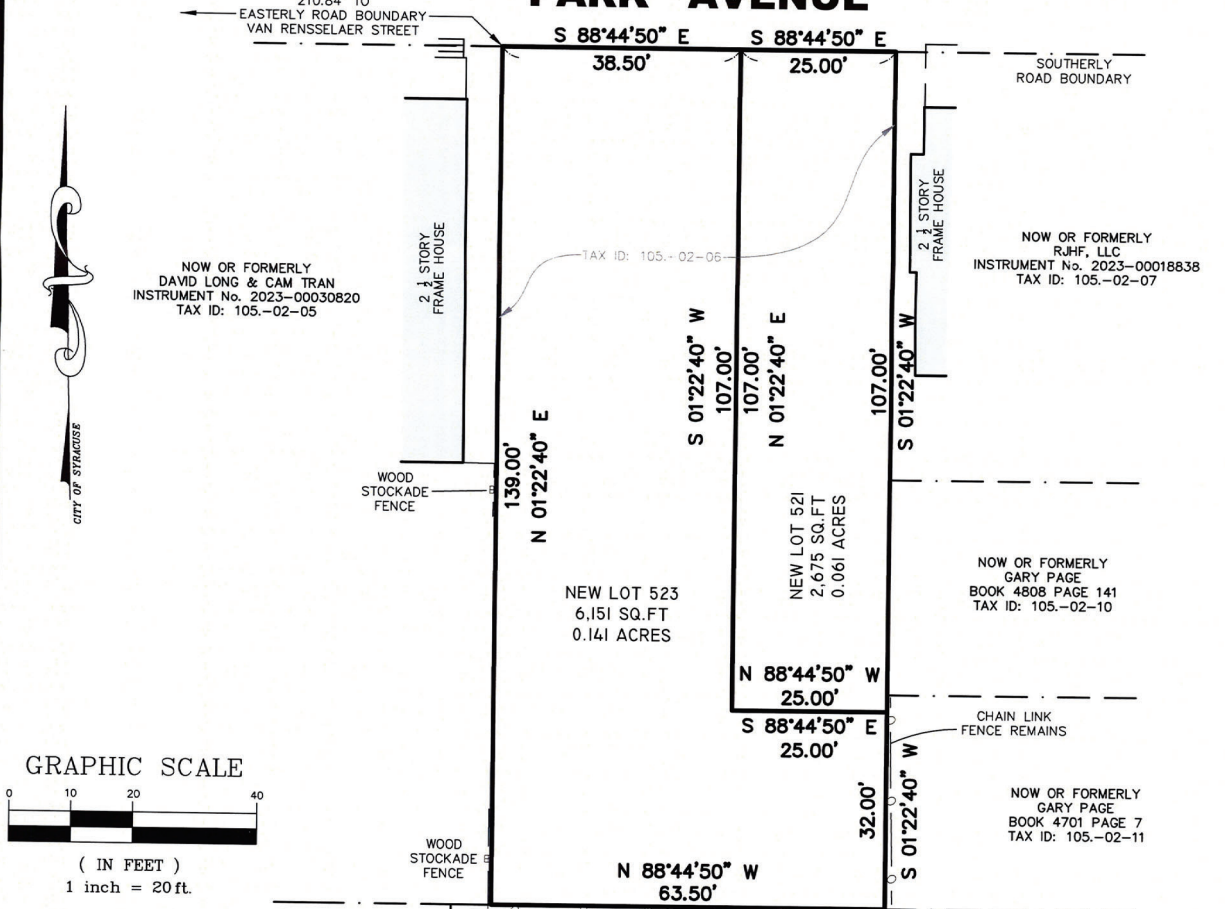 210.84' TO
EASTERLY ROAD BOUNDARY
VAN RENSSELAER STREET
PARK AVENUE
S 88°44'50" E
38.50'
S 88°44'50" E
25.00'
SOUTHERLY
ROAD BOUNDARY
2 1/2 STORY
FRAME HOUSE
2 1/2 STORY
FRAME HOUSE
TAX ID: 105.-02-06
NOW OR FORMERLY
DAVID LONG & CAM TRAN
INSTRUMENT No. 2023-00030820
TAX ID: 105.-02-05
NOW OR FORMERLY
RJHF, LLC
INSTRUMENT No. 2023-00018838
TAX ID: 105.-02-07
CITY OF SYRACUSE
WOOD
STOCKADE
FENCE
139.00'
N 01°22'40" E
S 01°22'40" W
107.00'
107.00'
N 01°22'40" E
107.00'
S 01°22'40" W
NEW LOT 523
6,151 SQ.FT
0.141 ACRES
NEW LOT 521
2,675 SQ.FT
0.061 ACRES
NOW OR FORMERLY
GARY PAGE
BOOK 4808 PAGE 141
TAX ID: 105.-02-10
N 88°44'50" W
25.00'
S 88°44'50" E
25.00'
CHAIN LINK
FENCE REMAINS
32.00'
S 01°22'40" W
NOW OR FORMERLY
GARY PAGE
BOOK 4701 PAGE 7
TAX ID: 105.-02-11
GRAPHIC SCALE
0 10 20 40
( IN FEET )
1 inch = 20 ft.
WOOD
STOCKADE
FENCE
N 88°44'50" W
63.50'